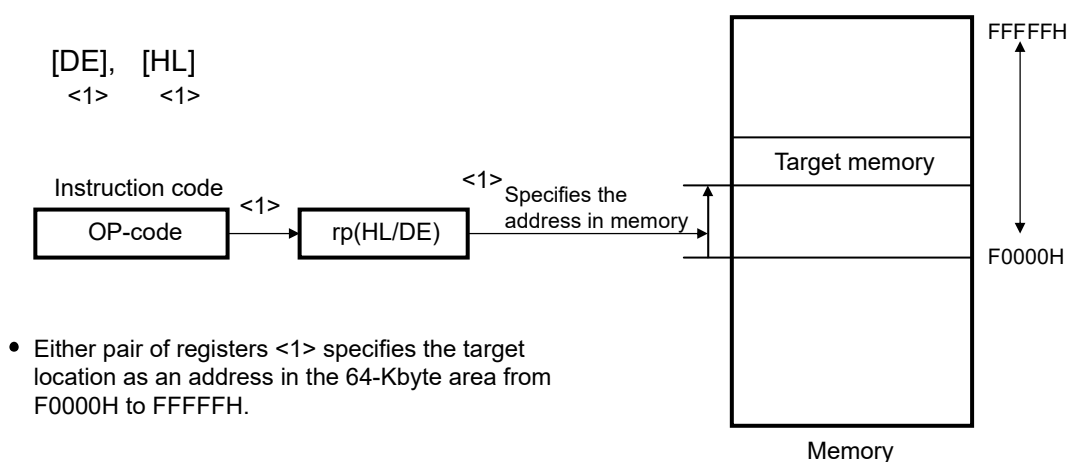 FFFFFH
[DE], [HL]
<1> <1>
Target memory
Instruction code
<1>
<1>
Specifies the
address in memory
OP-code
rp(HL/DE)
F0000H
• Either pair of registers <1> specifies the target
location as an address in the 64-Kbyte area from
F0000H to FFFFFH.
Memory